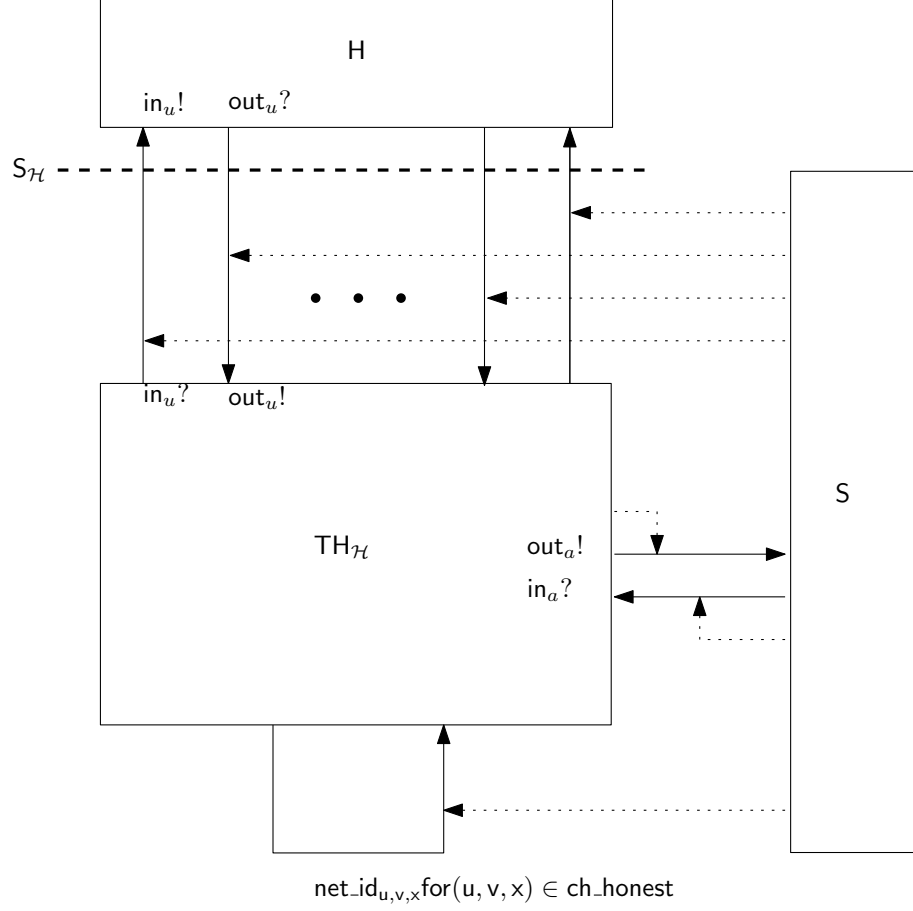 H
in_u! out_u?
S_ℋ
in_u? out_u!
S
TH_ℋ out_a!
in_a?
net_id_{u,v,x}for(u, v, x) ∈ ch_honest